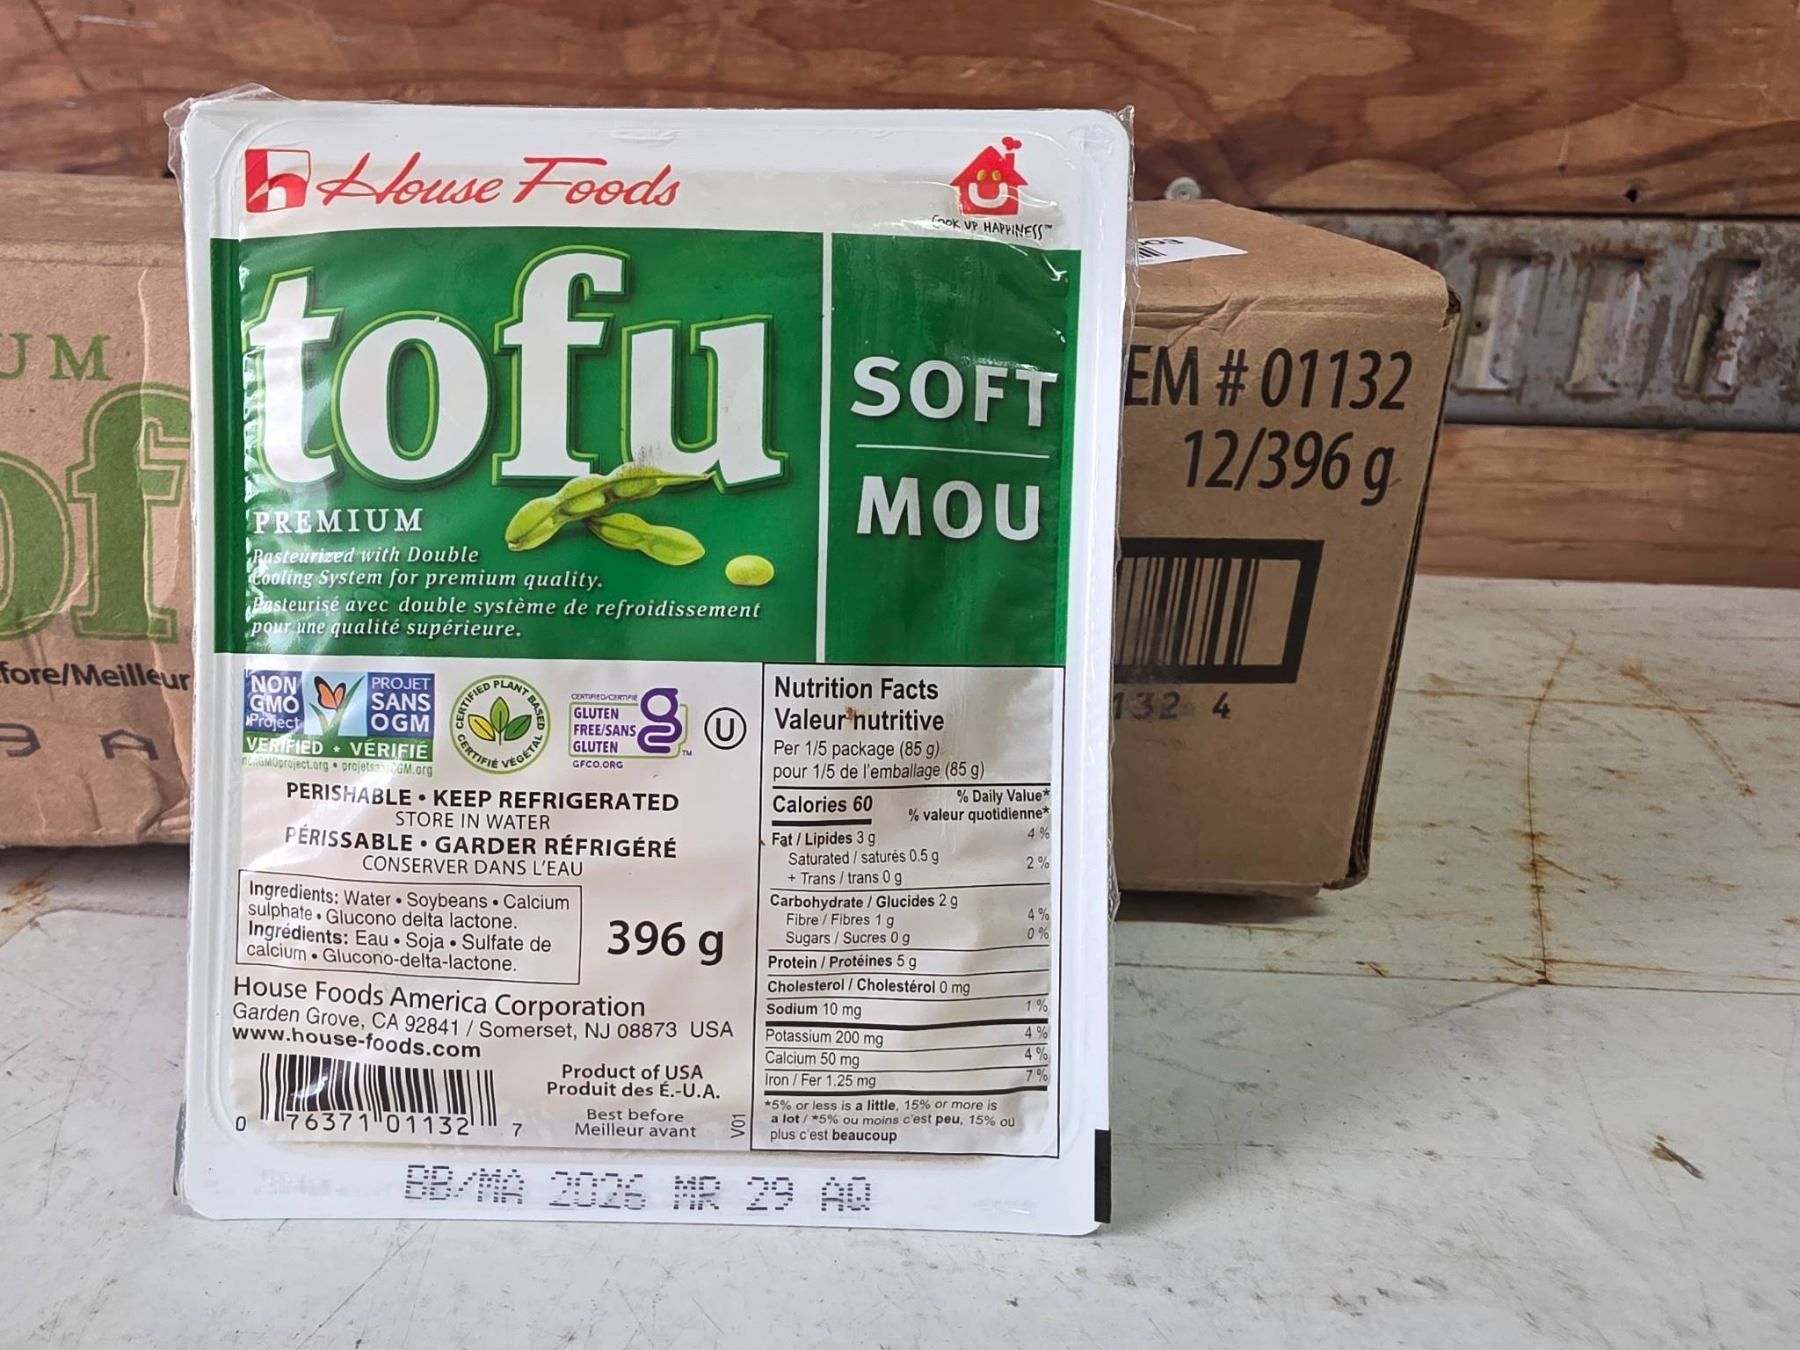 House Foods
COOK UP HAPPINESS™
tofu
SOFT
MOU
PREMIUM
Pasteurized with Double
Cooling System for premium quality.
Pasteurisé avec double système de refroidissement
pour une qualité supérieure.
NON
GMO
Project
PROJET
SANS
OGM
VERIFIED • VÉRIFIÉ
nonGMOproject.org • projetsansOGM.org
CERTIFIED PLANT BASED
CERTIFIÉ VÉGÉTAL
CERTIFIED/CERTIFIÉ
GLUTEN
FREE/SANS
GLUTEN
GFCO.ORG
TM
U
PERISHABLE • KEEP REFRIGERATED
STORE IN WATER
PÉRISSABLE • GARDER RÉFRIGÉRÉ
CONSERVER DANS L'EAU
Ingredients: Water • Soybeans • Calcium
sulphate • Glucono delta lactone.
Ingrédients: Eau • Soja • Sulfate de
calcium • Glucono-delta-lactone.
396 g
House Foods America Corporation
Garden Grove, CA 92841 / Somerset, NJ 08873 USA
www.house-foods.com
Product of USA
Produit des É.-U.A.
Best before
Meilleur avant
V01
0 76371 01132 7
Nutrition Facts
Valeur nutritive
Per 1/5 package (85 g)
pour 1/5 de l'emballage (85 g)
Calories 60
% Daily Value*
% valeur quotidienne*
Fat / Lipides 3 g 4 %
Saturated / saturés 0.5 g 2 %
+ Trans / trans 0 g
Carbohydrate / Glucides 2 g
Fibre / Fibres 1 g 4 %
Sugars / Sucres 0 g 0 %
Protein / Protéines 5 g
Cholesterol / Cholestérol 0 mg
Sodium 10 mg 1 %
Potassium 200 mg 4 %
Calcium 50 mg 4 %
Iron / Fer 1.25 mg 7 %
*5% or less is a little, 15% or more is
a lot / *5% ou moins c'est peu, 15% ou
plus c'est beaucoup
BB/MA 2026 MR 29 AQ
UM
of
fore/Meilleur
A
EM # 01132
12/396 g
132 4